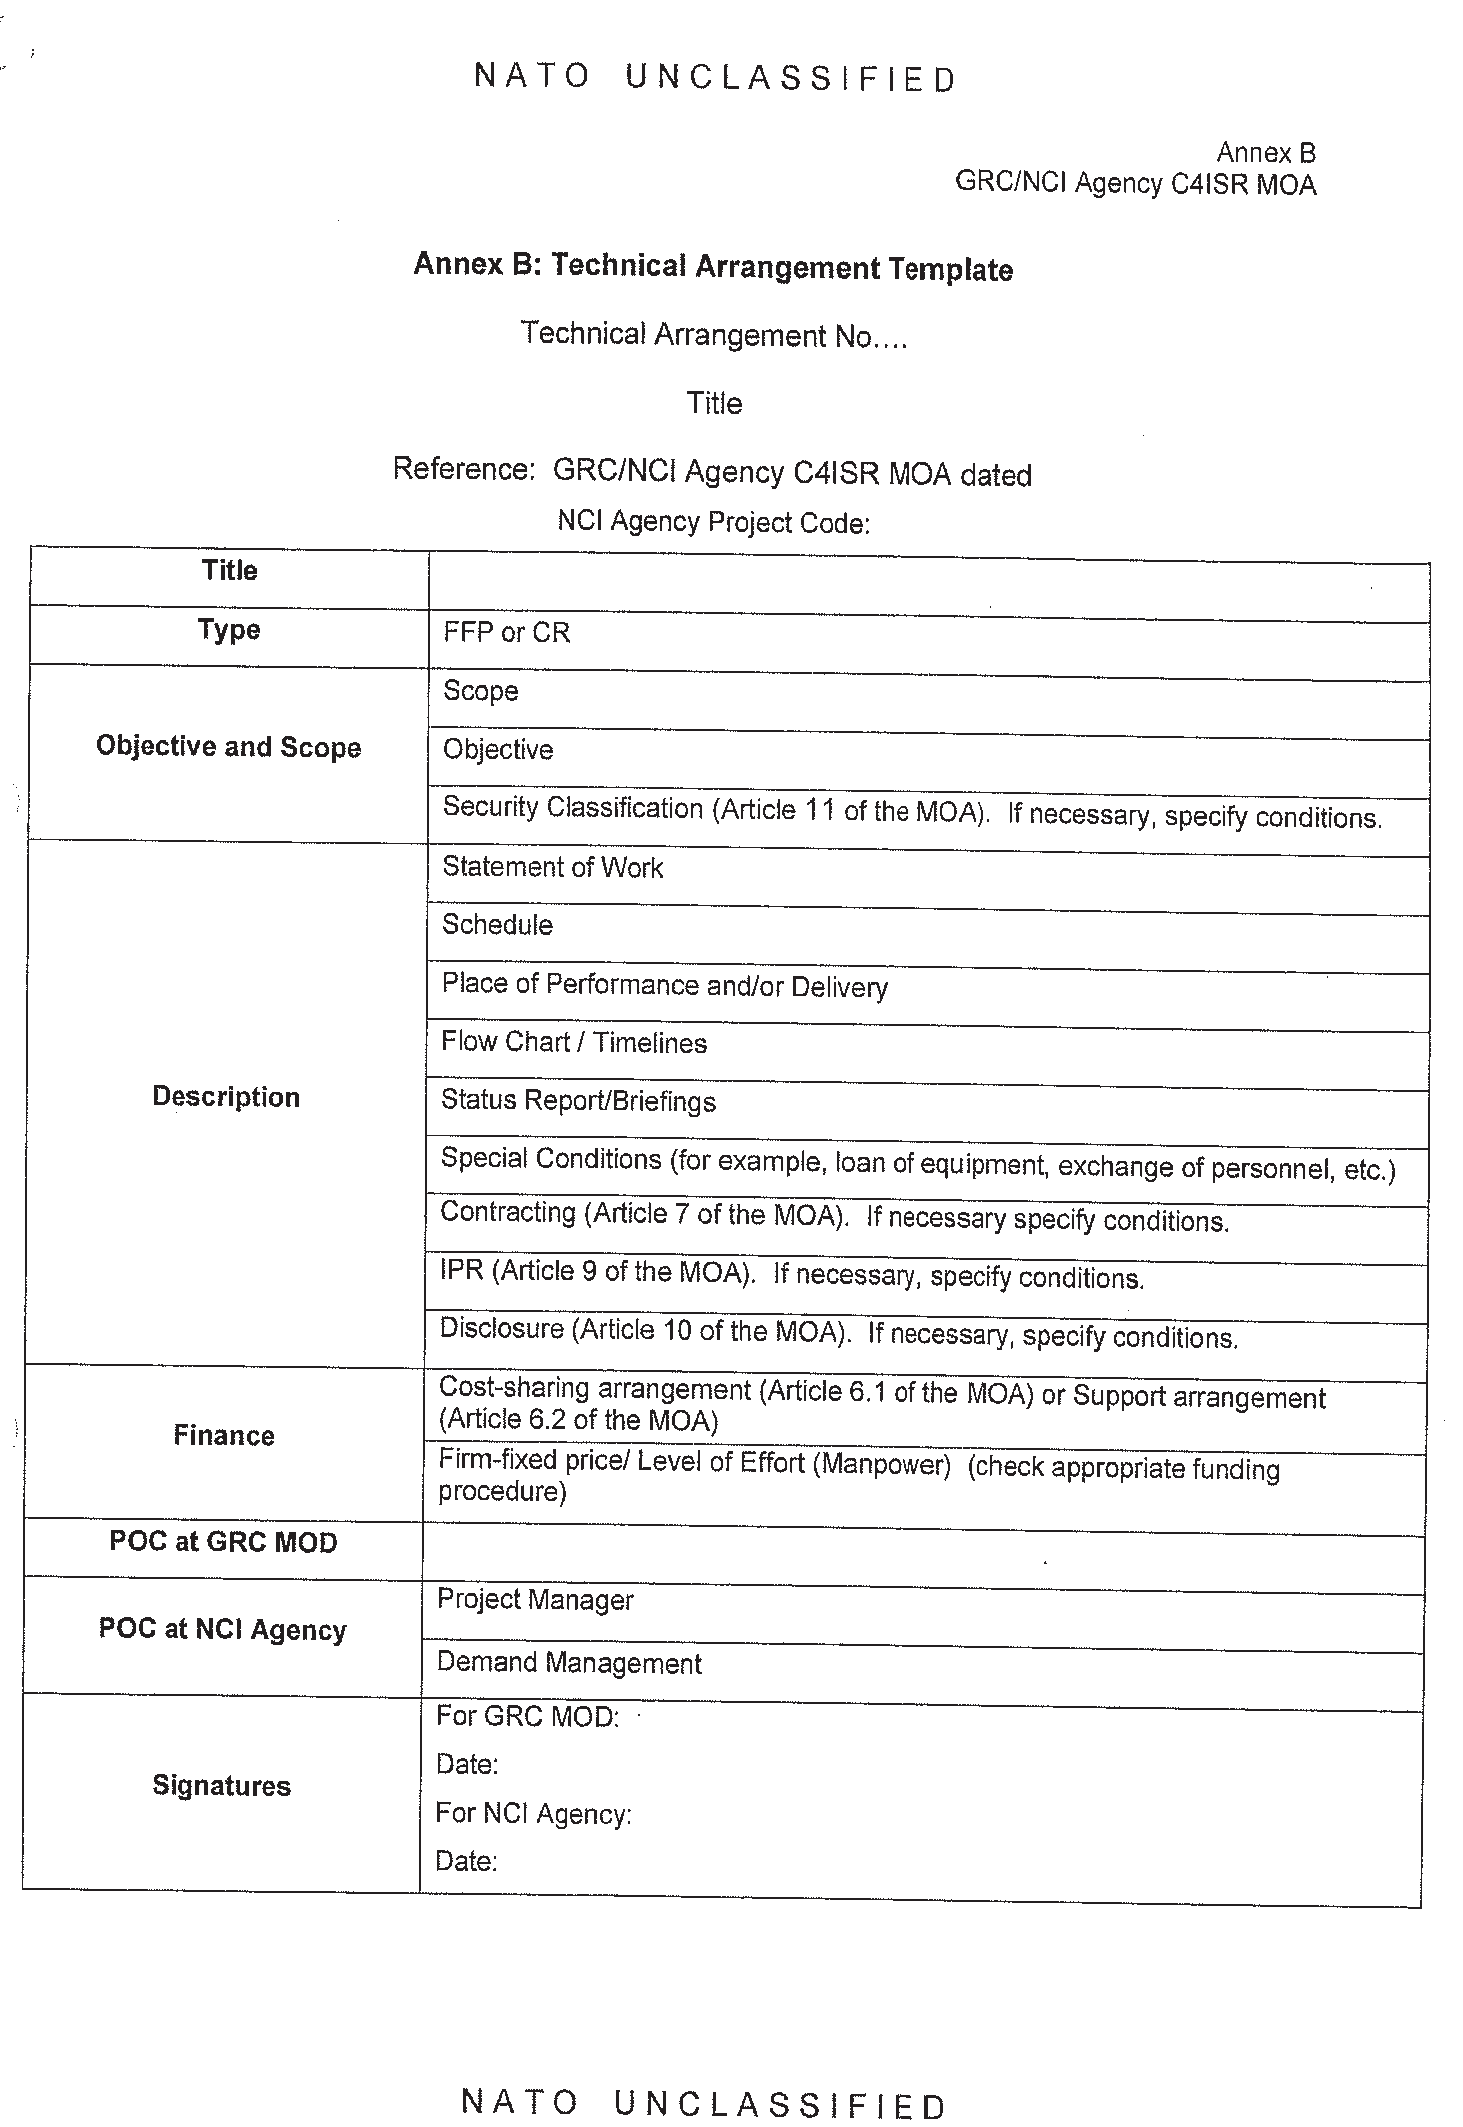 NATO UNCLASSIFIED
Annex B
GRC/NCI Agency C4ISR MOA
Annex B: Technical Arrangement Template
Technical Arrangement No....
Title
Reference: GRC/NCI Agency C4ISR MOA dated
NCI Agency Project Code:
Title
Type
FFP or CR
Objective and Scope
Scope
Objective
Security Classification (Article 11 of the MOA). If necessary, specify conditions.
Description
Statement of Work
Schedule
Place of Performance and/or Delivery
Flow Chart / Timelines
Status Report/Briefings
Special Conditions (for example, loan of equipment, exchange of personnel, etc.)
Contracting (Article 7 of the MOA). If necessary specify conditions.
IPR (Article 9 of the MOA). If necessary, specify conditions.
Disclosure (Article 10 of the MOA). If necessary, specify conditions.
Finance
Cost-sharing arrangement (Article 6.1 of the MOA) or Support arrangement
(Article 6.2 of the MOA)
Firm-fixed price/ Level of Effort (Manpower) (check appropriate funding
procedure)
POC at GRC MOD
POC at NCI Agency
Project Manager
Demand Management
Signatures
For GRC MOD:
Date:
For NCI Agency:
Date:
NATO UNCLASSIFIED